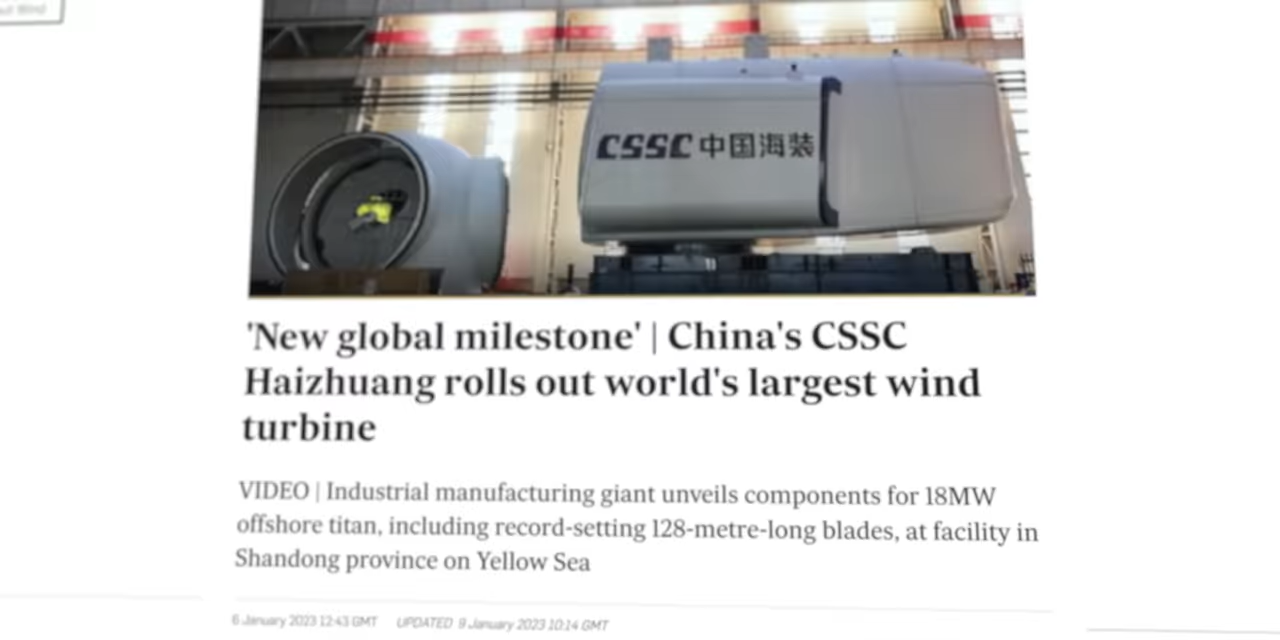 CSSC 中国海装
'New global milestone' | China's CSSC
Haizhuang rolls out world's largest wind
turbine
VIDEO | Industrial manufacturing giant unveils components for 18MW
offshore titan, including record-setting 128-metre-long blades, at facility in
Shandong province on Yellow Sea
6 January 2023 12:43 GMT UPDATED 9 January 2023 10:14 GMT